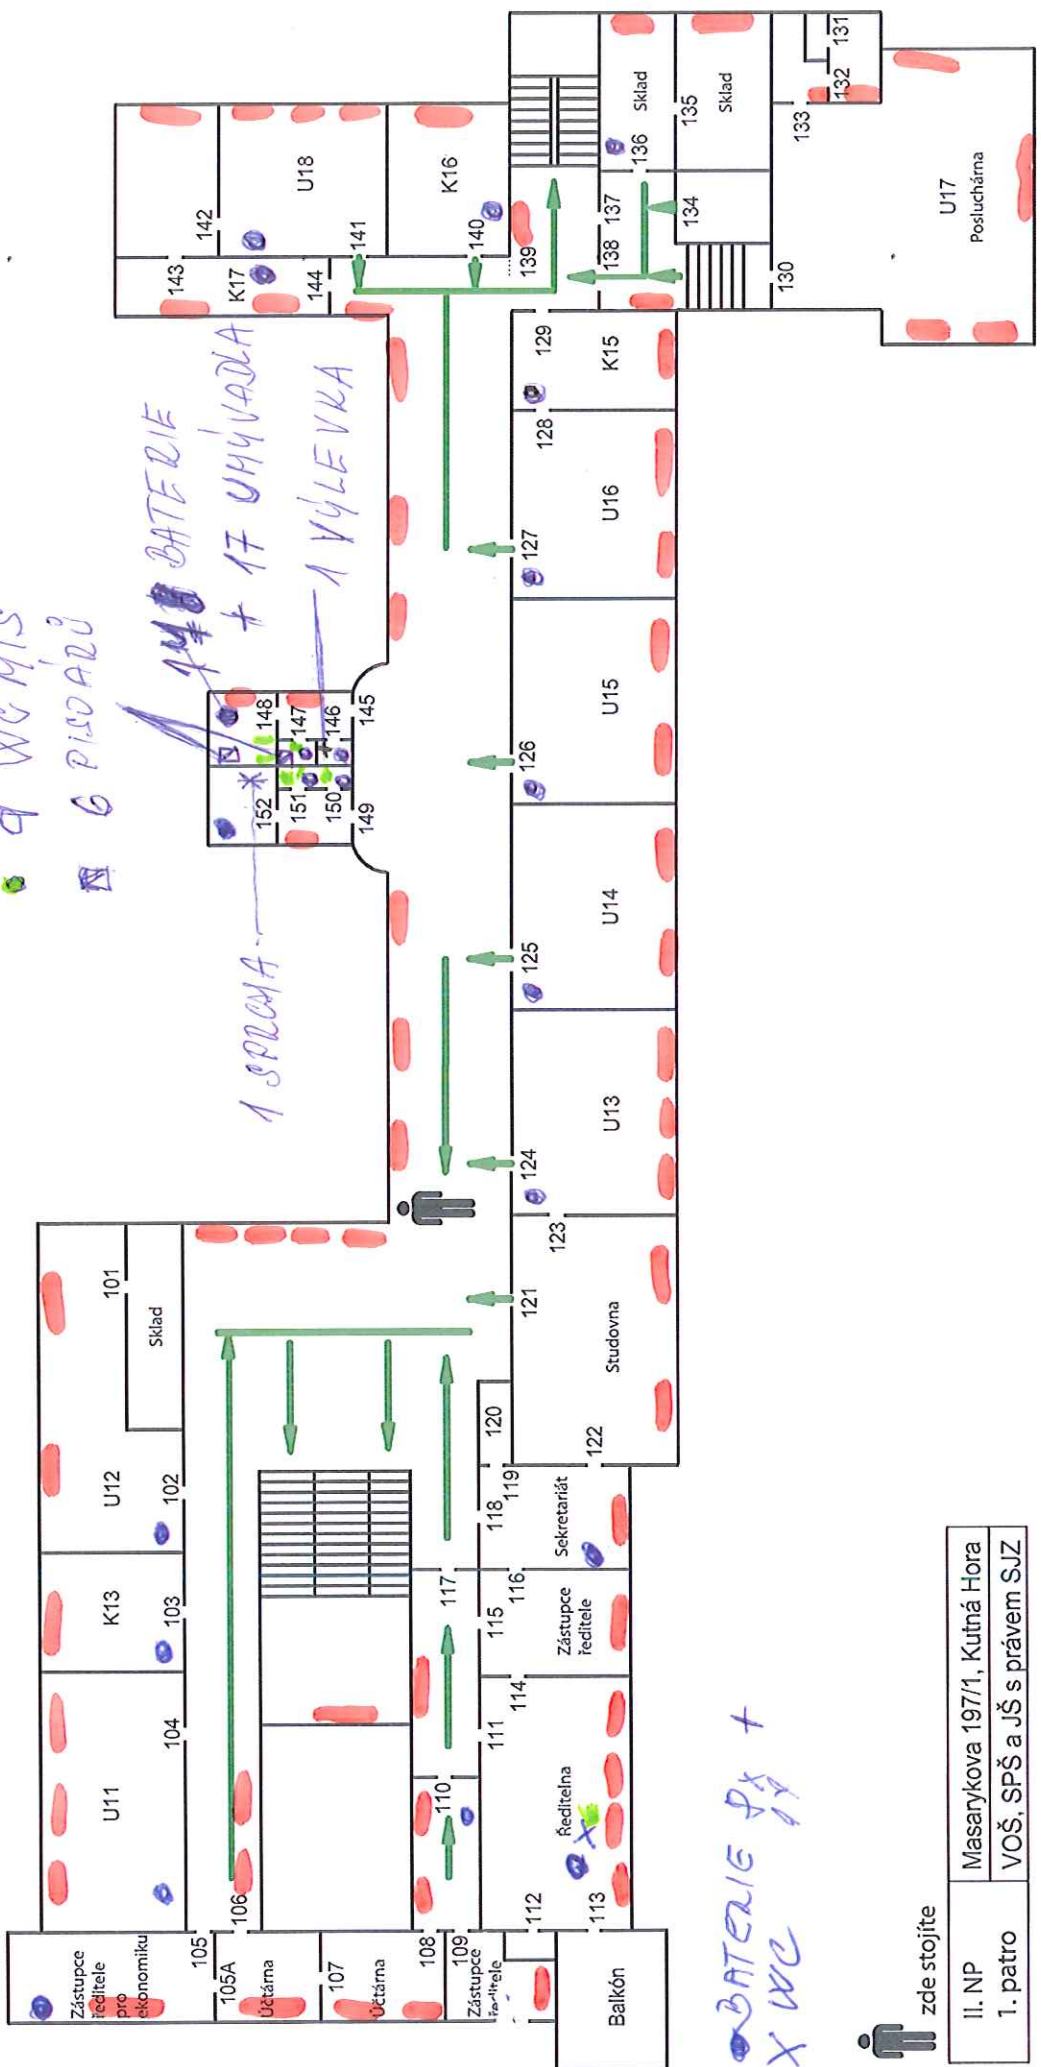 9 WC MÍS
6 PISOÁRŮ
BATERIE
+ 17 UMÝVADLA
1 VÝLEVKA
1 SPRCHA
Zástupce
ředitele
pro
ekonomiku
105
U11
104
K13
103
U12
102
Sklad
101
105A
Účtárna
106
107
Účtárna
108
109
Zástupce
ředitele
110
111
112
113
Balkón
Ředitelna
114
115
Zástupce
ředitele
116
117
118
119
120
Sekretariát
122
Studovna
121
123
124
U13
125
U14
126
U15
127
U16
128
129
K15
152
151
150
149
148
147
146
145
143
142
K17
144
U18
141
K16
140
139
138
137
136
Sklad
135
Sklad
134
133
132
131
130
U17
Posluchárna
BATERIE
X WC
zde stojíte
II. NP
1. patro
Masarykova 197/1, Kutná Hora
VOŠ, SPŠ a JŠ s právem SJZ